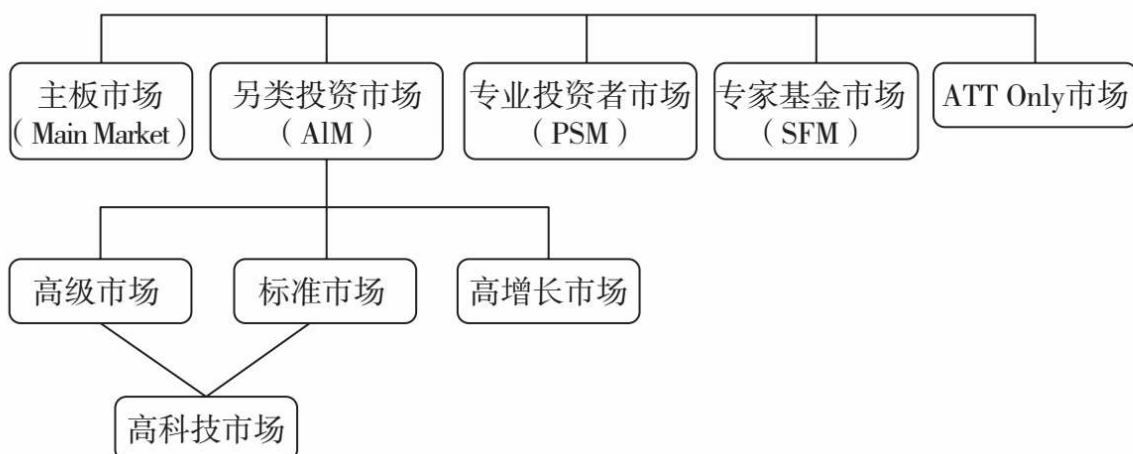 主板市场
（Main Market）
另类投资市场
（AlM）
专业投资者市场
（PSM）
专家基金市场
（SFM）
ATT Only市场
高级市场
标准市场
高增长市场
高科技市场